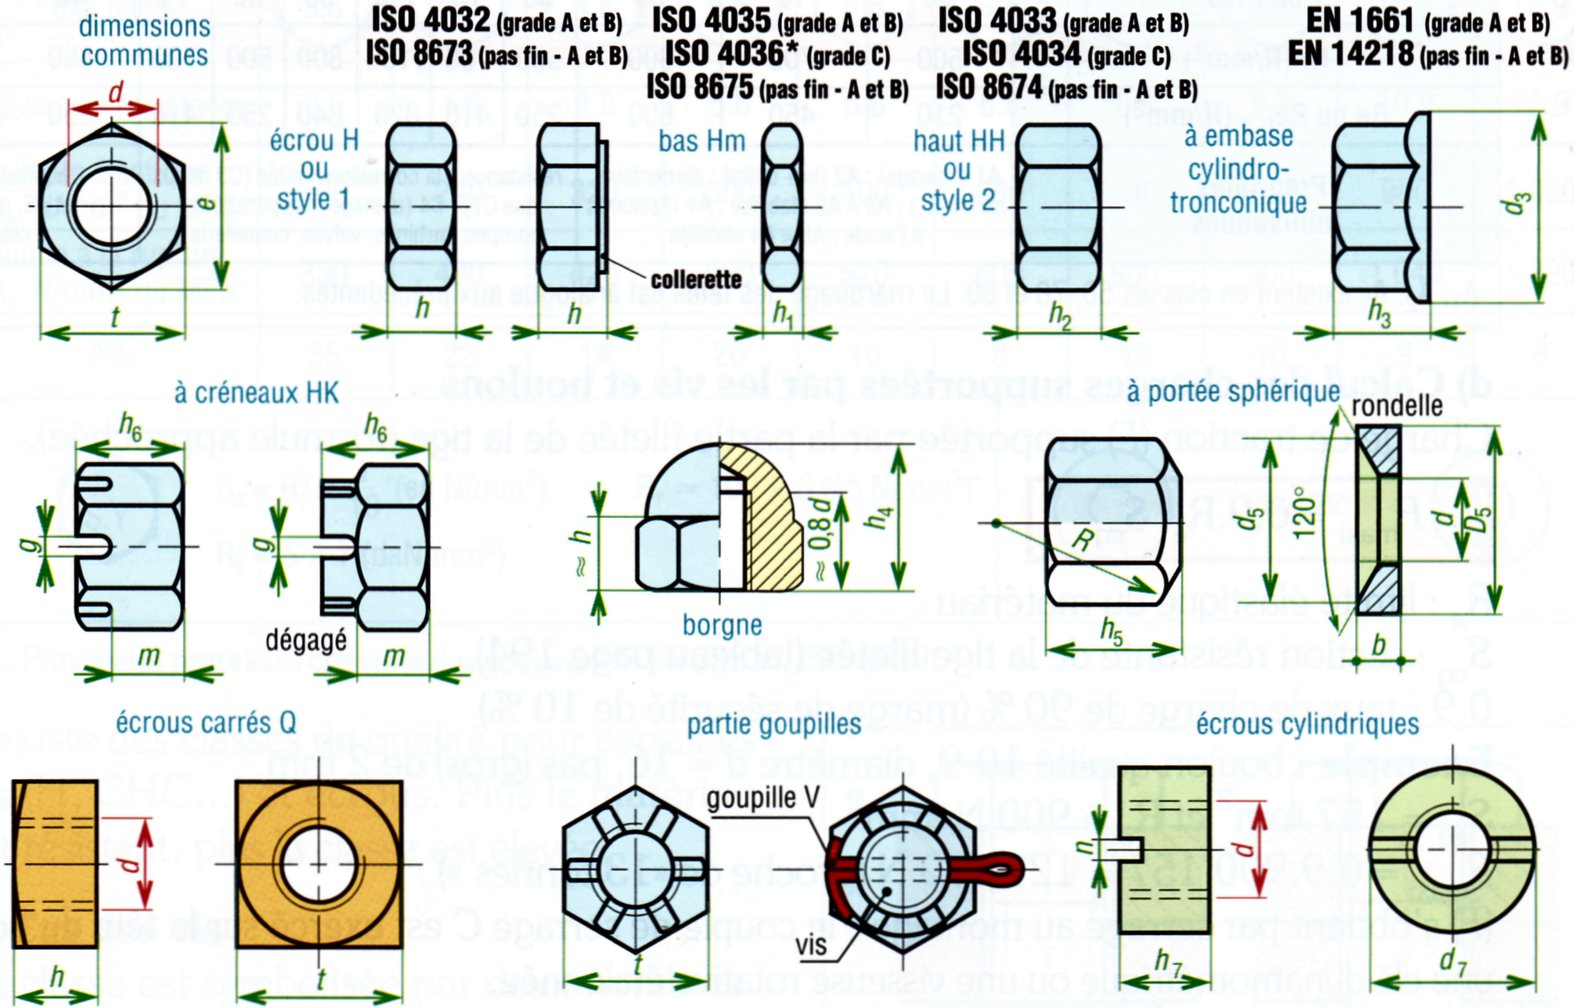 dimensions
communes
ISO 4032 (grade A et B)
ISO 8673 (pas fin - A et B)
ISO 4035 (grade A et B)
ISO 4036* (grade C)
ISO 8675 (pas fin - A et B)
ISO 4033 (grade A et B)
ISO 4034 (grade C)
ISO 8674 (pas fin - A et B)
EN 1661 (grade A et B)
EN 14218 (pas fin - A et B)
d
e
t
écrou H
ou
style 1
h
h
collerette
bas Hm
h1
haut HH
ou
style 2
h2
à embase
cylindro-
tronconique
d3
h3
à créneaux HK
h6
g
m
h6
g
dégagé
m
≈ h
≈ 0,8 d
h4
borgne
à portée sphérique
rondelle
R
d5
h5
120°
d
D5
b
écrous carrés Q
d
h
t
partie goupilles
t
goupille V
vis
écrous cylindriques
n
d
h7
d7